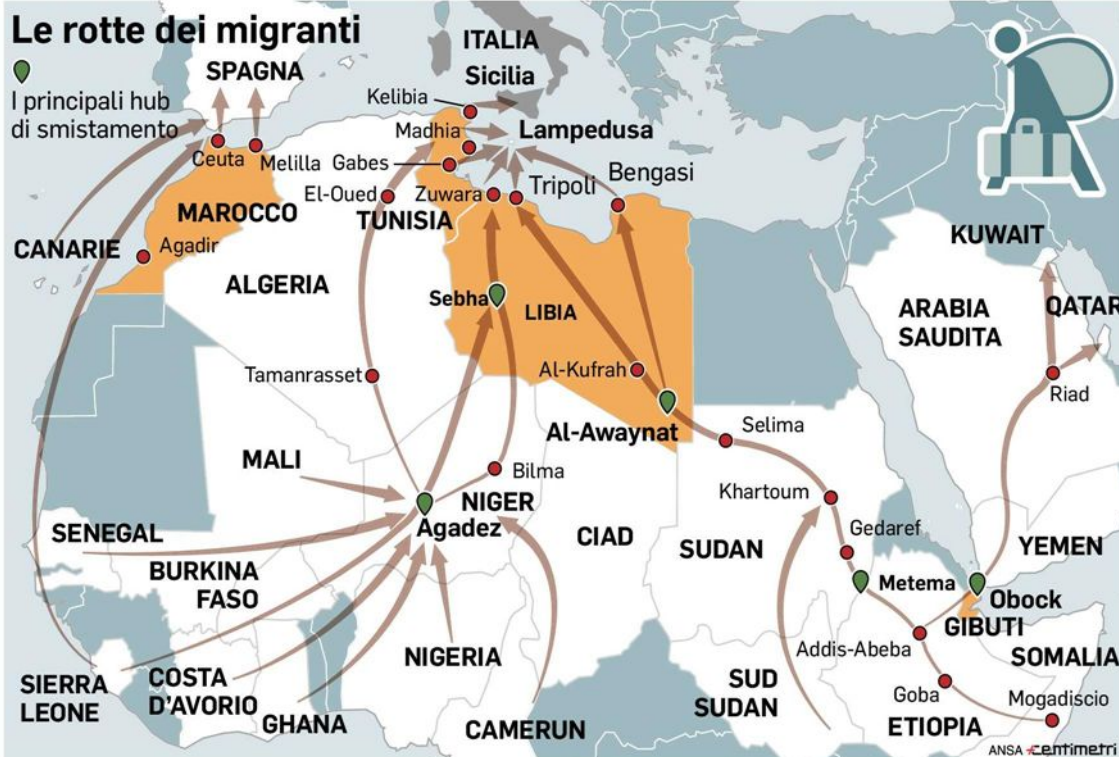 Le rotte dei migranti
I principali hub
di smistamento
SPAGNA
ITALIA
Sicilia
Kelibia
Madhia
Lampedusa
Ceuta
Melilla
Gabes
Bengasi
El-Oued
Zuwara
Tripoli
TUNISIA
MAROCCO
CANARIE
Agadir
KUWAIT
ALGERIA
Sebha
LIBIA
ARABIA
SAUDITA
QATAR
Tamanrasset
Al-Kufrah
Riad
Al-Awaynat
Selima
MALI
Bilma
Khartoum
NIGER
Agadez
SENEGAL
CIAD
SUDAN
Gedaref
YEMEN
BURKINA
FASO
Metema
Obock
GIBUTI
Addis-Abeba
NIGERIA
SOMALIA
SIERRA
LEONE
COSTA
D'AVORIO
GHANA
CAMERUN
SUD
SUDAN
Goba
Mogadiscio
ETIOPIA
ANSA centimetri